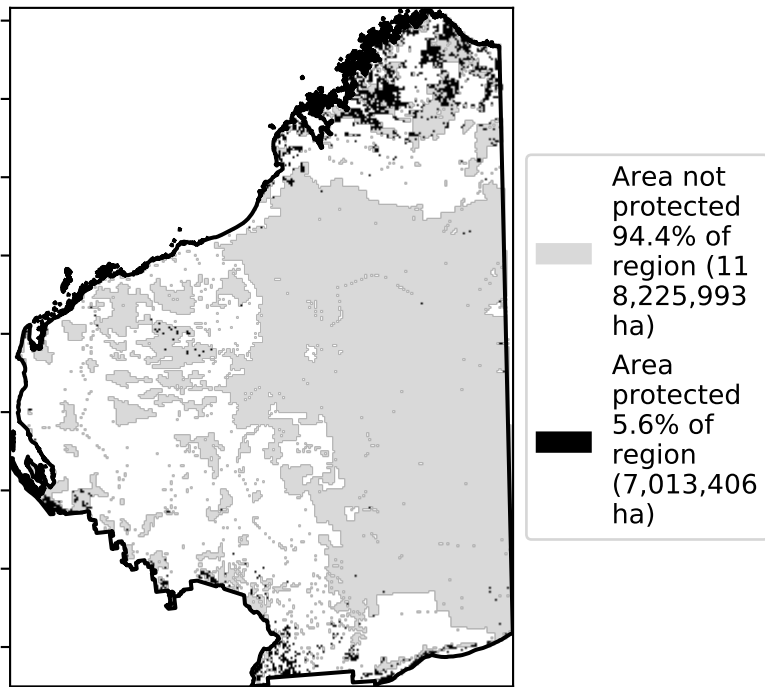 Area not
protected
94.4% of
region (11
8,225,993
ha)
Area
protected
5.6% of
region
(7,013,406
ha)